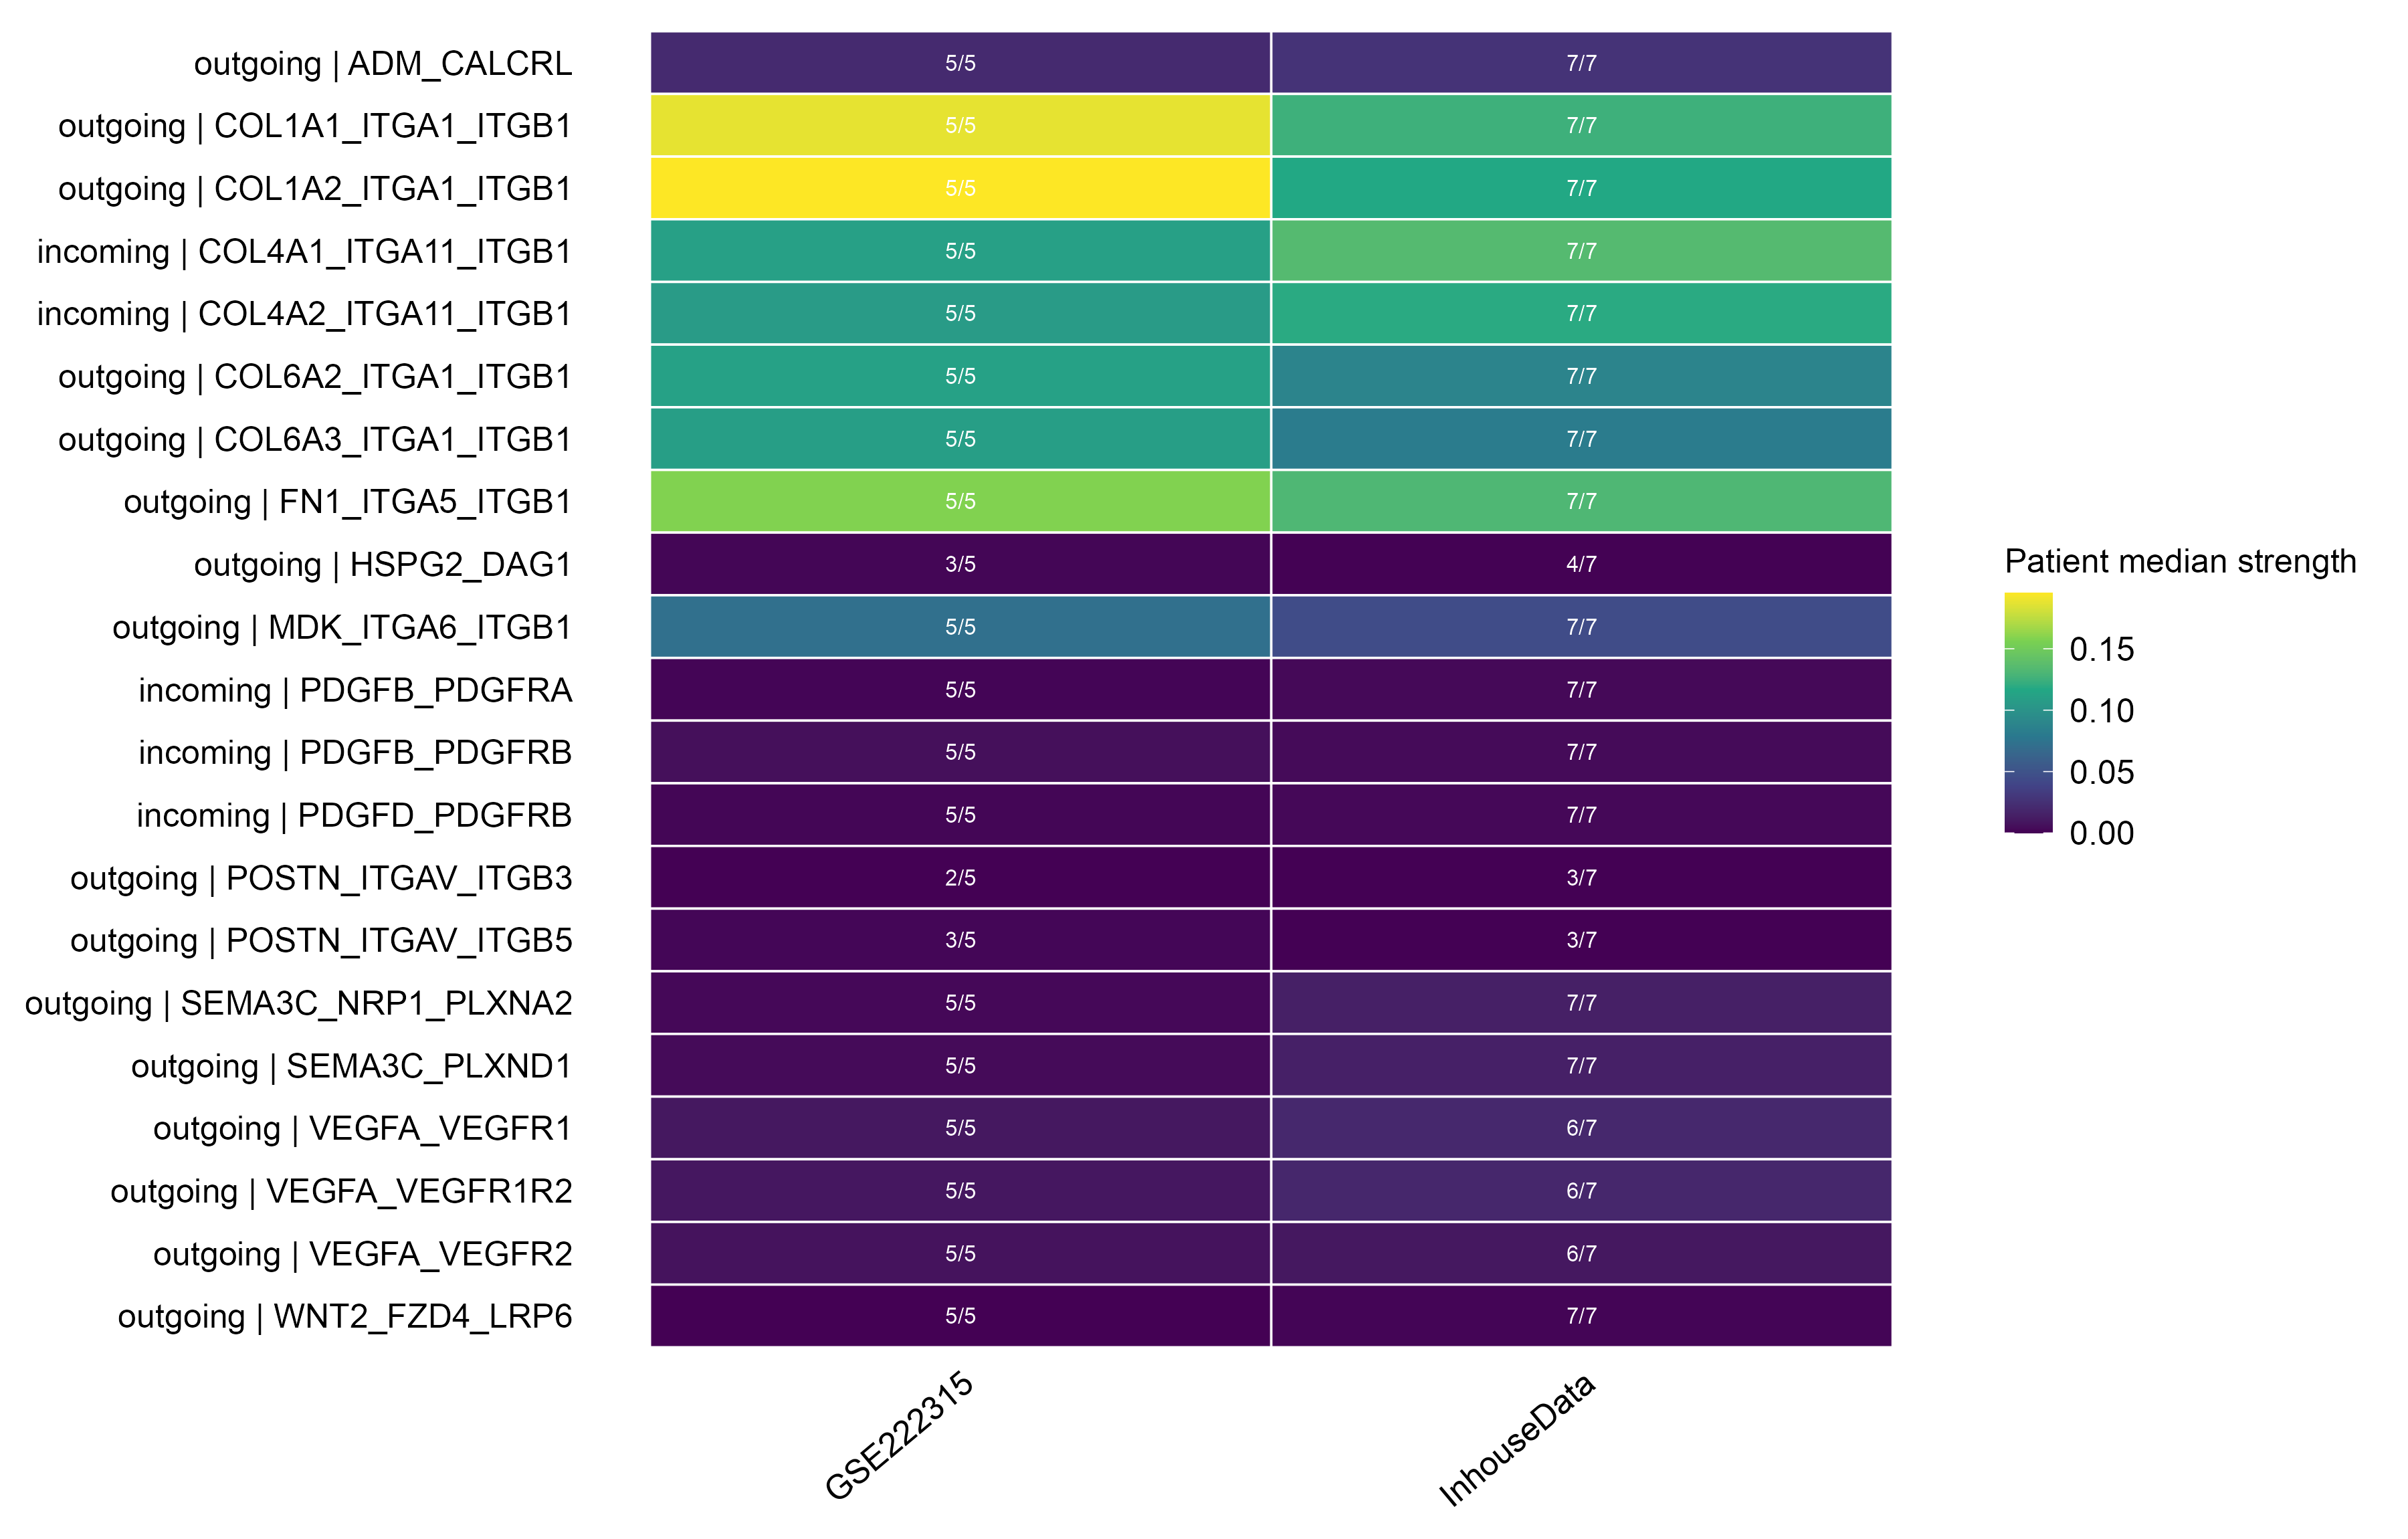 outgoing | ADM_CALCRL 5/5 7/7
outgoing | COL1A1_ITGA1_ITGB1 5/5 7/7
outgoing | COL1A2_ITGA1_ITGB1 5/5 7/7
incoming | COL4A1_ITGA11_ITGB1 5/5 7/7
incoming | COL4A2_ITGA11_ITGB1 5/5 7/7
outgoing | COL6A2_ITGA1_ITGB1 5/5 7/7
outgoing | COL6A3_ITGA1_ITGB1 5/5 7/7
outgoing | FN1_ITGA5_ITGB1 5/5 7/7
outgoing | HSPG2_DAG1 3/5 4/7
outgoing | MDK_ITGA6_ITGB1 5/5 7/7
incoming | PDGFB_PDGFRA 5/5 7/7
incoming | PDGFB_PDGFRB 5/5 7/7
incoming | PDGFD_PDGFRB 5/5 7/7
outgoing | POSTN_ITGAV_ITGB3 2/5 3/7
outgoing | POSTN_ITGAV_ITGB5 3/5 3/7
outgoing | SEMA3C_NRP1_PLXNA2 5/5 7/7
outgoing | SEMA3C_PLXND1 5/5 7/7
outgoing | VEGFA_VEGFR1 5/5 6/7
outgoing | VEGFA_VEGFR1R2 5/5 6/7
outgoing | VEGFA_VEGFR2 5/5 6/7
outgoing | WNT2_FZD4_LRP6 5/5 7/7
GSE222315
InhouseData
Patient median strength
0.15
0.10
0.05
0.00